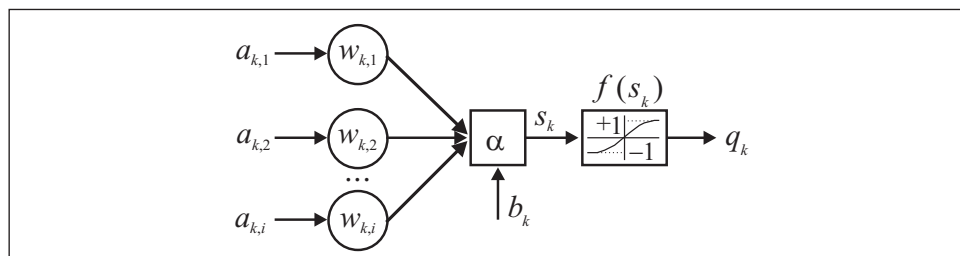 a_{k,1} w_{k,1}
f(s_k)
a_{k,2} w_{k,2} α s_k +1 −1 q_k
...
a_{k,i} w_{k,i} b_k